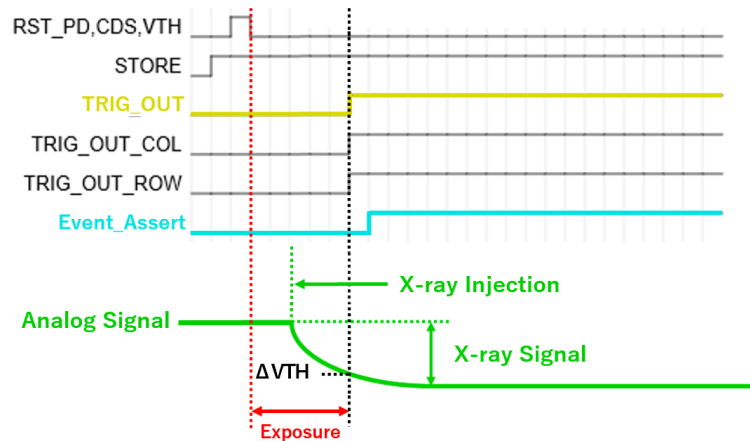 RST_PD,CDS,VTH
STORE
TRIG_OUT
TRIG_OUT_COL
TRIG_OUT_ROW
Event_Assert
X-ray Injection
Analog Signal
X-ray Signal
ΔVTH
Exposure